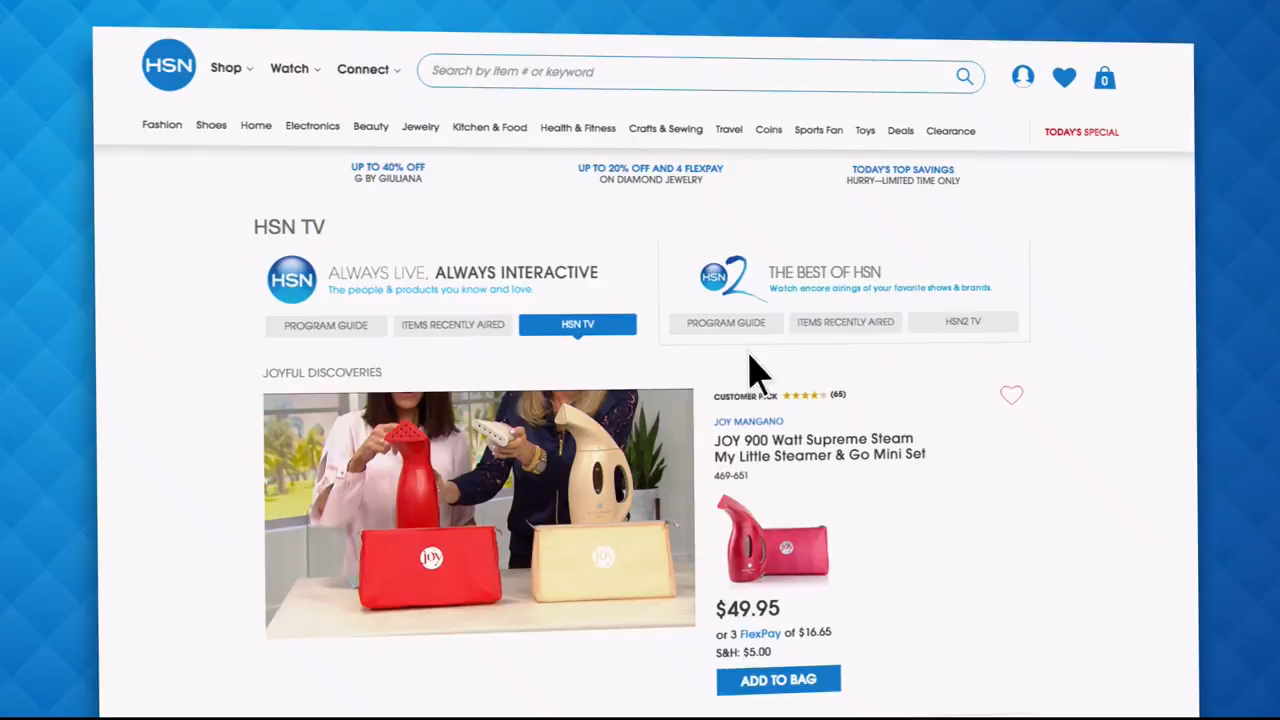 HSN
Shop
Watch
Connect
Search by item # or keyword
0
Fashion
Shoes
Home
Electronics
Beauty
Jewelry
Kitchen & Food
Health & Fitness
Crafts & Sewing
Travel
Coins
Sports Fan
Toys
Deals
Clearance
TODAY'S SPECIAL
UP TO 40% OFF
G BY GIULIANA
UP TO 20% OFF AND 4 FLEXPAY
ON DIAMOND JEWELRY
TODAY'S TOP SAVINGS
HURRY—LIMITED TIME ONLY
HSN TV
HSN
ALWAYS LIVE, ALWAYS INTERACTIVE
The people & products you know and love.
PROGRAM GUIDE
ITEMS RECENTLY AIRED
HSN TV
HSN 2
THE BEST OF HSN
Watch encore airings of your favorite shows & brands.
PROGRAM GUIDE
ITEMS RECENTLY AIRED
HSN2 TV
JOYFUL DISCOVERIES
joy
joy
CUSTOMER PICK
(65)
JOY MANGANO
JOY 900 Watt Supreme Steam
My Little Steamer & Go Mini Set
469-651
joy
$49.95
or 3 FlexPay of $16.65
S&H: $5.00
ADD TO BAG